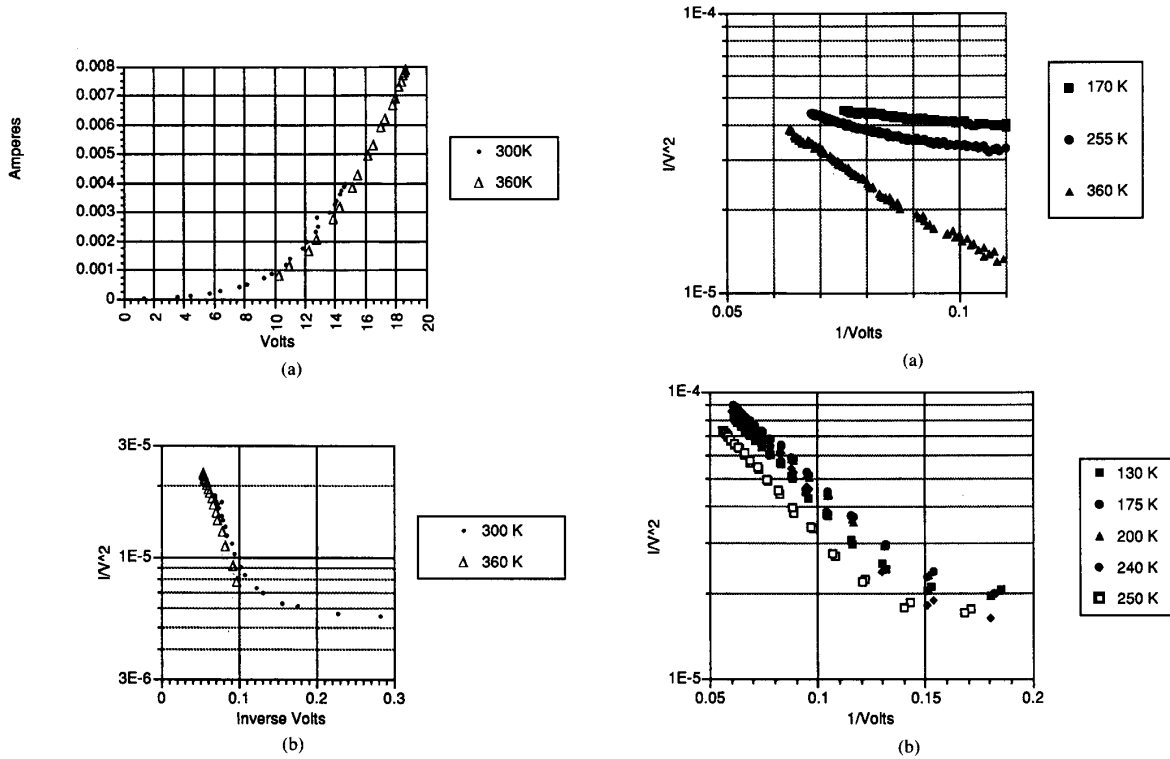 Amperes
0.008
0.007
0.006
0.005
0.004
0.003
0.002
0.001
0
0 2 4 6 8 10 12 14 16 18 20
Volts
300K
360K
(a)
I/V^2
3E-5
1E-5
3E-6
0 0.1 0.2 0.3
Inverse Volts
300 K
360 K
(b)
I/V^2
1E-4
1E-5
0.05 0.1
1/Volts
170 K
255 K
360 K
(a)
I/V^2
1E-4
1E-5
0.05 0.1 0.15 0.2
1/Volts
130 K
175 K
200 K
240 K
250 K
(b)